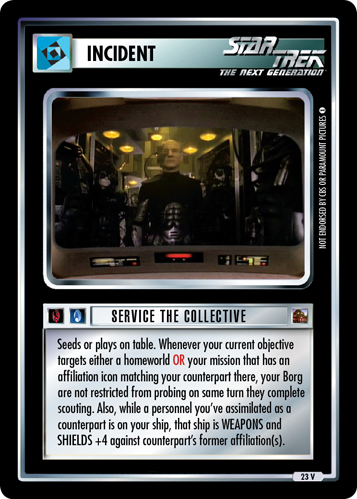 INCIDENT
STAR TREK
THE NEXT GENERATION
NOT ENDORSED BY CBS OR PARAMOUNT PICTURES
SERVICE THE COLLECTIVE
Seeds or plays on table. Whenever your current objective
targets either a homeworld OR your mission that has an
affiliation icon matching your counterpart there, your Borg
are not restricted from probing on same turn they complete
scouting. Also, while a personnel you've assimilated as a
counterpart is on your ship, that ship is WEAPONS and
SHIELDS +4 against counterpart's former affiliation(s).
23 V